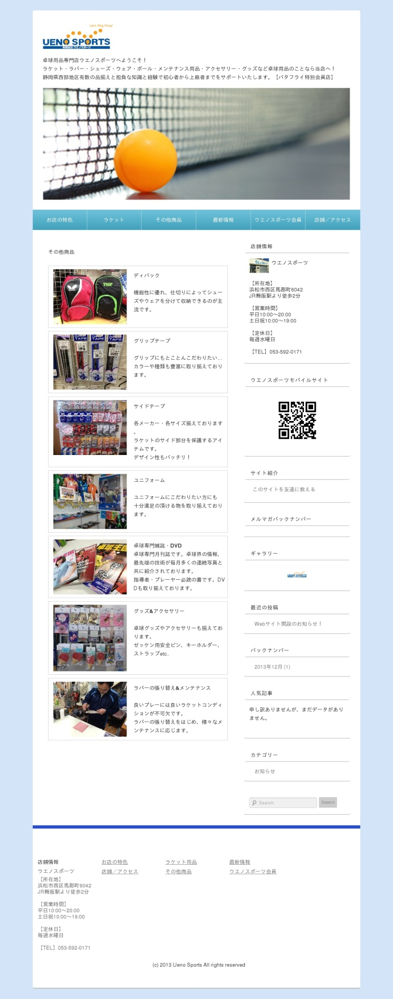 Let's Ping Pong!
UENO SPORTS
有限会社 ウエノスポーツ
卓球用品専門店ウエノスポーツへようこそ！
ラケット・ラバー・シューズ・ウェア・ボール・メンテナンス用品・アクセサリー・グッズなど卓球用品のことなら当店へ！
静岡県西部地区有数の品揃えと抱負な知識と経験で初心者から上級者までをサポートいたします。【バタフライ特別会員店】
お店の特色
ラケット
その他商品
最新情報
ウエノスポーツ会員
店舗／アクセス
その他商品
ディバック
機能性に優れ、仕切りによってシュー
ズやウェアを分けて収納できるのが主
流です。
グリップテープ
グリップにもとことんこだわりたい…
カラーや種類も豊富に取り揃えており
ます。
サイドテープ
各メーカー・各サイズ揃えております
。
ラケットのサイド部分を保護するアイ
テムです。
デザイン性もバッチリ！
ユニフォーム
ユニフォームにこだわりたい方にも
十分満足の頂ける物を取り揃えており
ます。
卓球専門雑誌・DVD
卓球専門月刊誌です。卓球界の情報、
最先端の技術が毎月多くの連続写真と
共に紹介されております。
指導者・プレーヤー必読の書です。DV
Dも取り揃えております。
グッズ&アクセサリー
卓球グッズやアクセサリーも揃えてお
ります。
ゼッケン用安全ピン、キーホルダー、
ストラップetc..
ラバーの張り替え&メンテナンス
良いプレーには良いラケットコンディ
ションが不可欠です。
ラバーの張り替えをはじめ、様々なメ
ンテナンスに応じます。
TSP
GRIP TAPE
店舗情報
ウエノスポーツ
【所在地】
浜松市西区馬郡町6042
JR舞阪駅より徒歩2分
【営業時間】
平日10:00～20:00
土日祝10:00～19:00
【定休日】
毎週水曜日
【TEL】053-592-0171
ウエノスポーツモバイルサイト
サイト紹介
このサイトを友達に教える
メルマガバックナンバー
ギャラリー
UENO SPORTS
最近の投稿
Webサイト開設のお知らせ！
バックナンバー
2013年12月 (1)
人気記事
申し訳ありませんが、まだデータがあり
ません。
カテゴリー
お知らせ
Search
Search
店舗情報
ウエノスポーツ
【所在地】
浜松市西区馬郡町6042
JR舞阪駅より徒歩2分
【営業時間】
平日10:00～20:00
土日祝10:00～19:00
【定休日】
毎週水曜日
【TEL】053-592-0171
お店の特色
店舗／アクセス
ラケット用品
その他商品
最新情報
ウエノスポーツ会員
(c) 2013 Ueno Sports All rights reserved